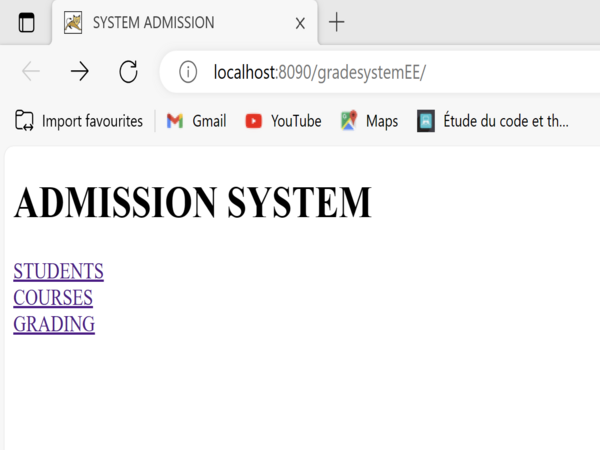 SYSTEM ADMISSION
localhost:8090/gradesystemEE/
Import favourites Gmail YouTube Maps Étude du code et th...
ADMISSION SYSTEM
STUDENTS
COURSES
GRADING